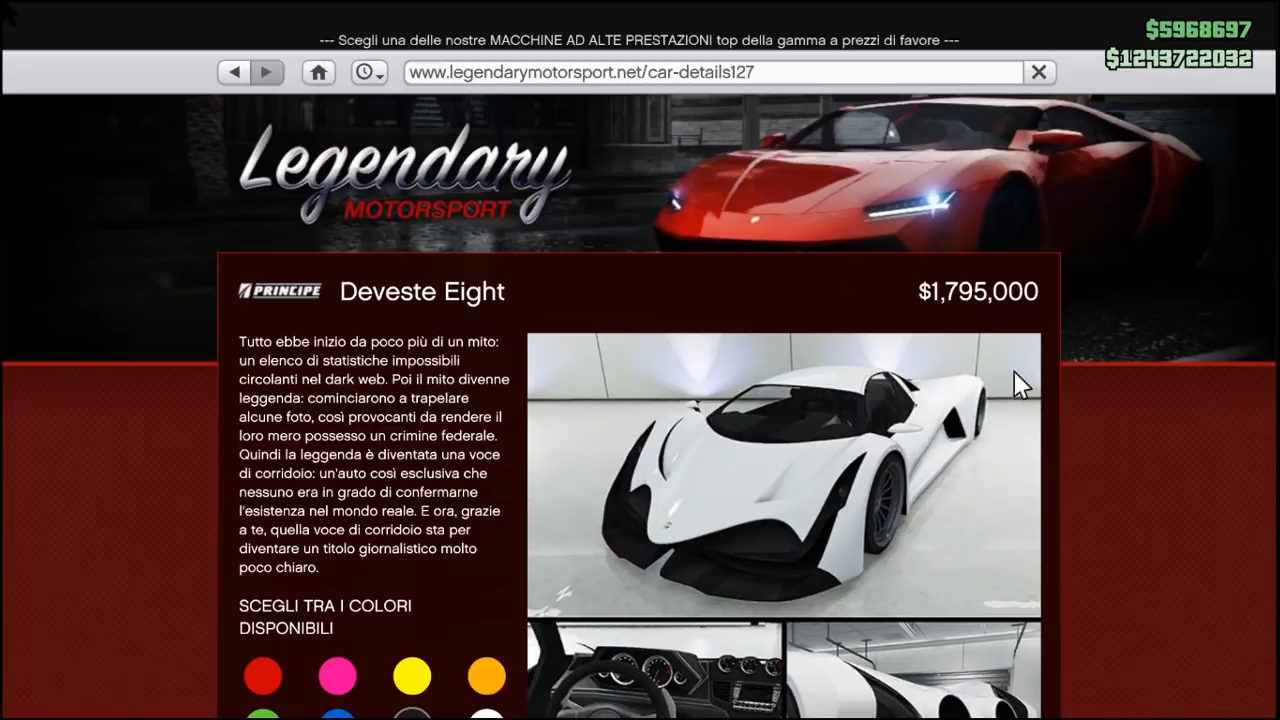 --- Scegli una delle nostre MACCHINE AD ALTE PRESTAZIONI top della gamma a prezzi di favore ---
$5968697
$1243722032
www.legendarymotorsport.net/car-details127
Legendary
MOTORSPORT
PRINCIPE
Deveste Eight
$1,795,000
Tutto ebbe inizio da poco più di un mito:
un elenco di statistiche impossibili
circolanti nel dark web. Poi il mito divenne
leggenda: cominciarono a trapelare
alcune foto, così provocanti da rendere il
loro mero possesso un crimine federale.
Quindi la leggenda è diventata una voce
di corridoio: un'auto così esclusiva che
nessuno era in grado di confermarne
l'esistenza nel mondo reale. E ora, grazie
a te, quella voce di corridoio sta per
diventare un titolo giornalistico molto
poco chiaro.
SCEGLI TRA I COLORI
DISPONIBILI